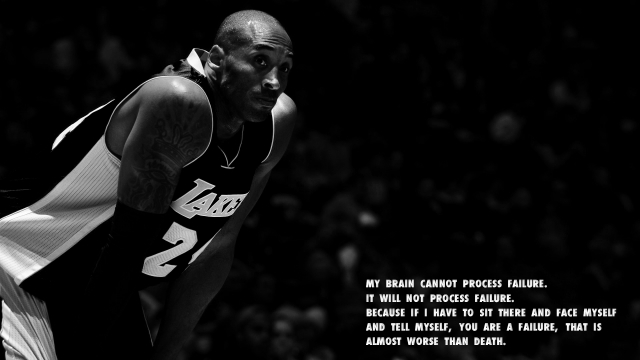 LAKE
2
MY BRAIN CANNOT PROCESS FAILURE.
IT WILL NOT PROCESS FAILURE.
BECAUSE IF I HAVE TO SIT THERE AND FACE MYSELF
AND TELL MYSELF, YOU ARE A FAILURE, THAT IS
ALMOST WORSE THAN DEATH.